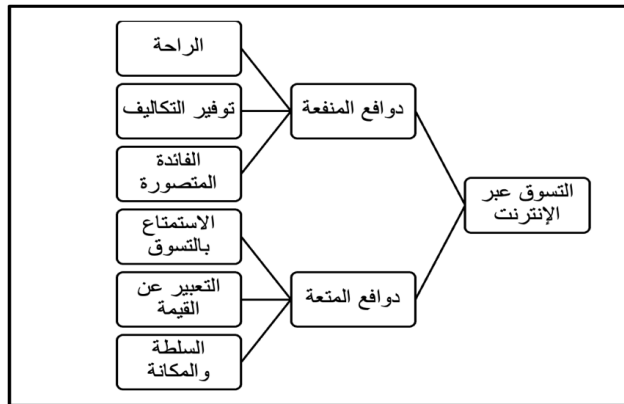 التسوق عبر
الإنترنت
دوافع المنفعة
الراحة
توفير التكاليف
الفائدة
المتصورة
دوافع المتعة
الاستمتاع
بالتسوق
التعبير عن
القيمة
السلطة
والمكانة